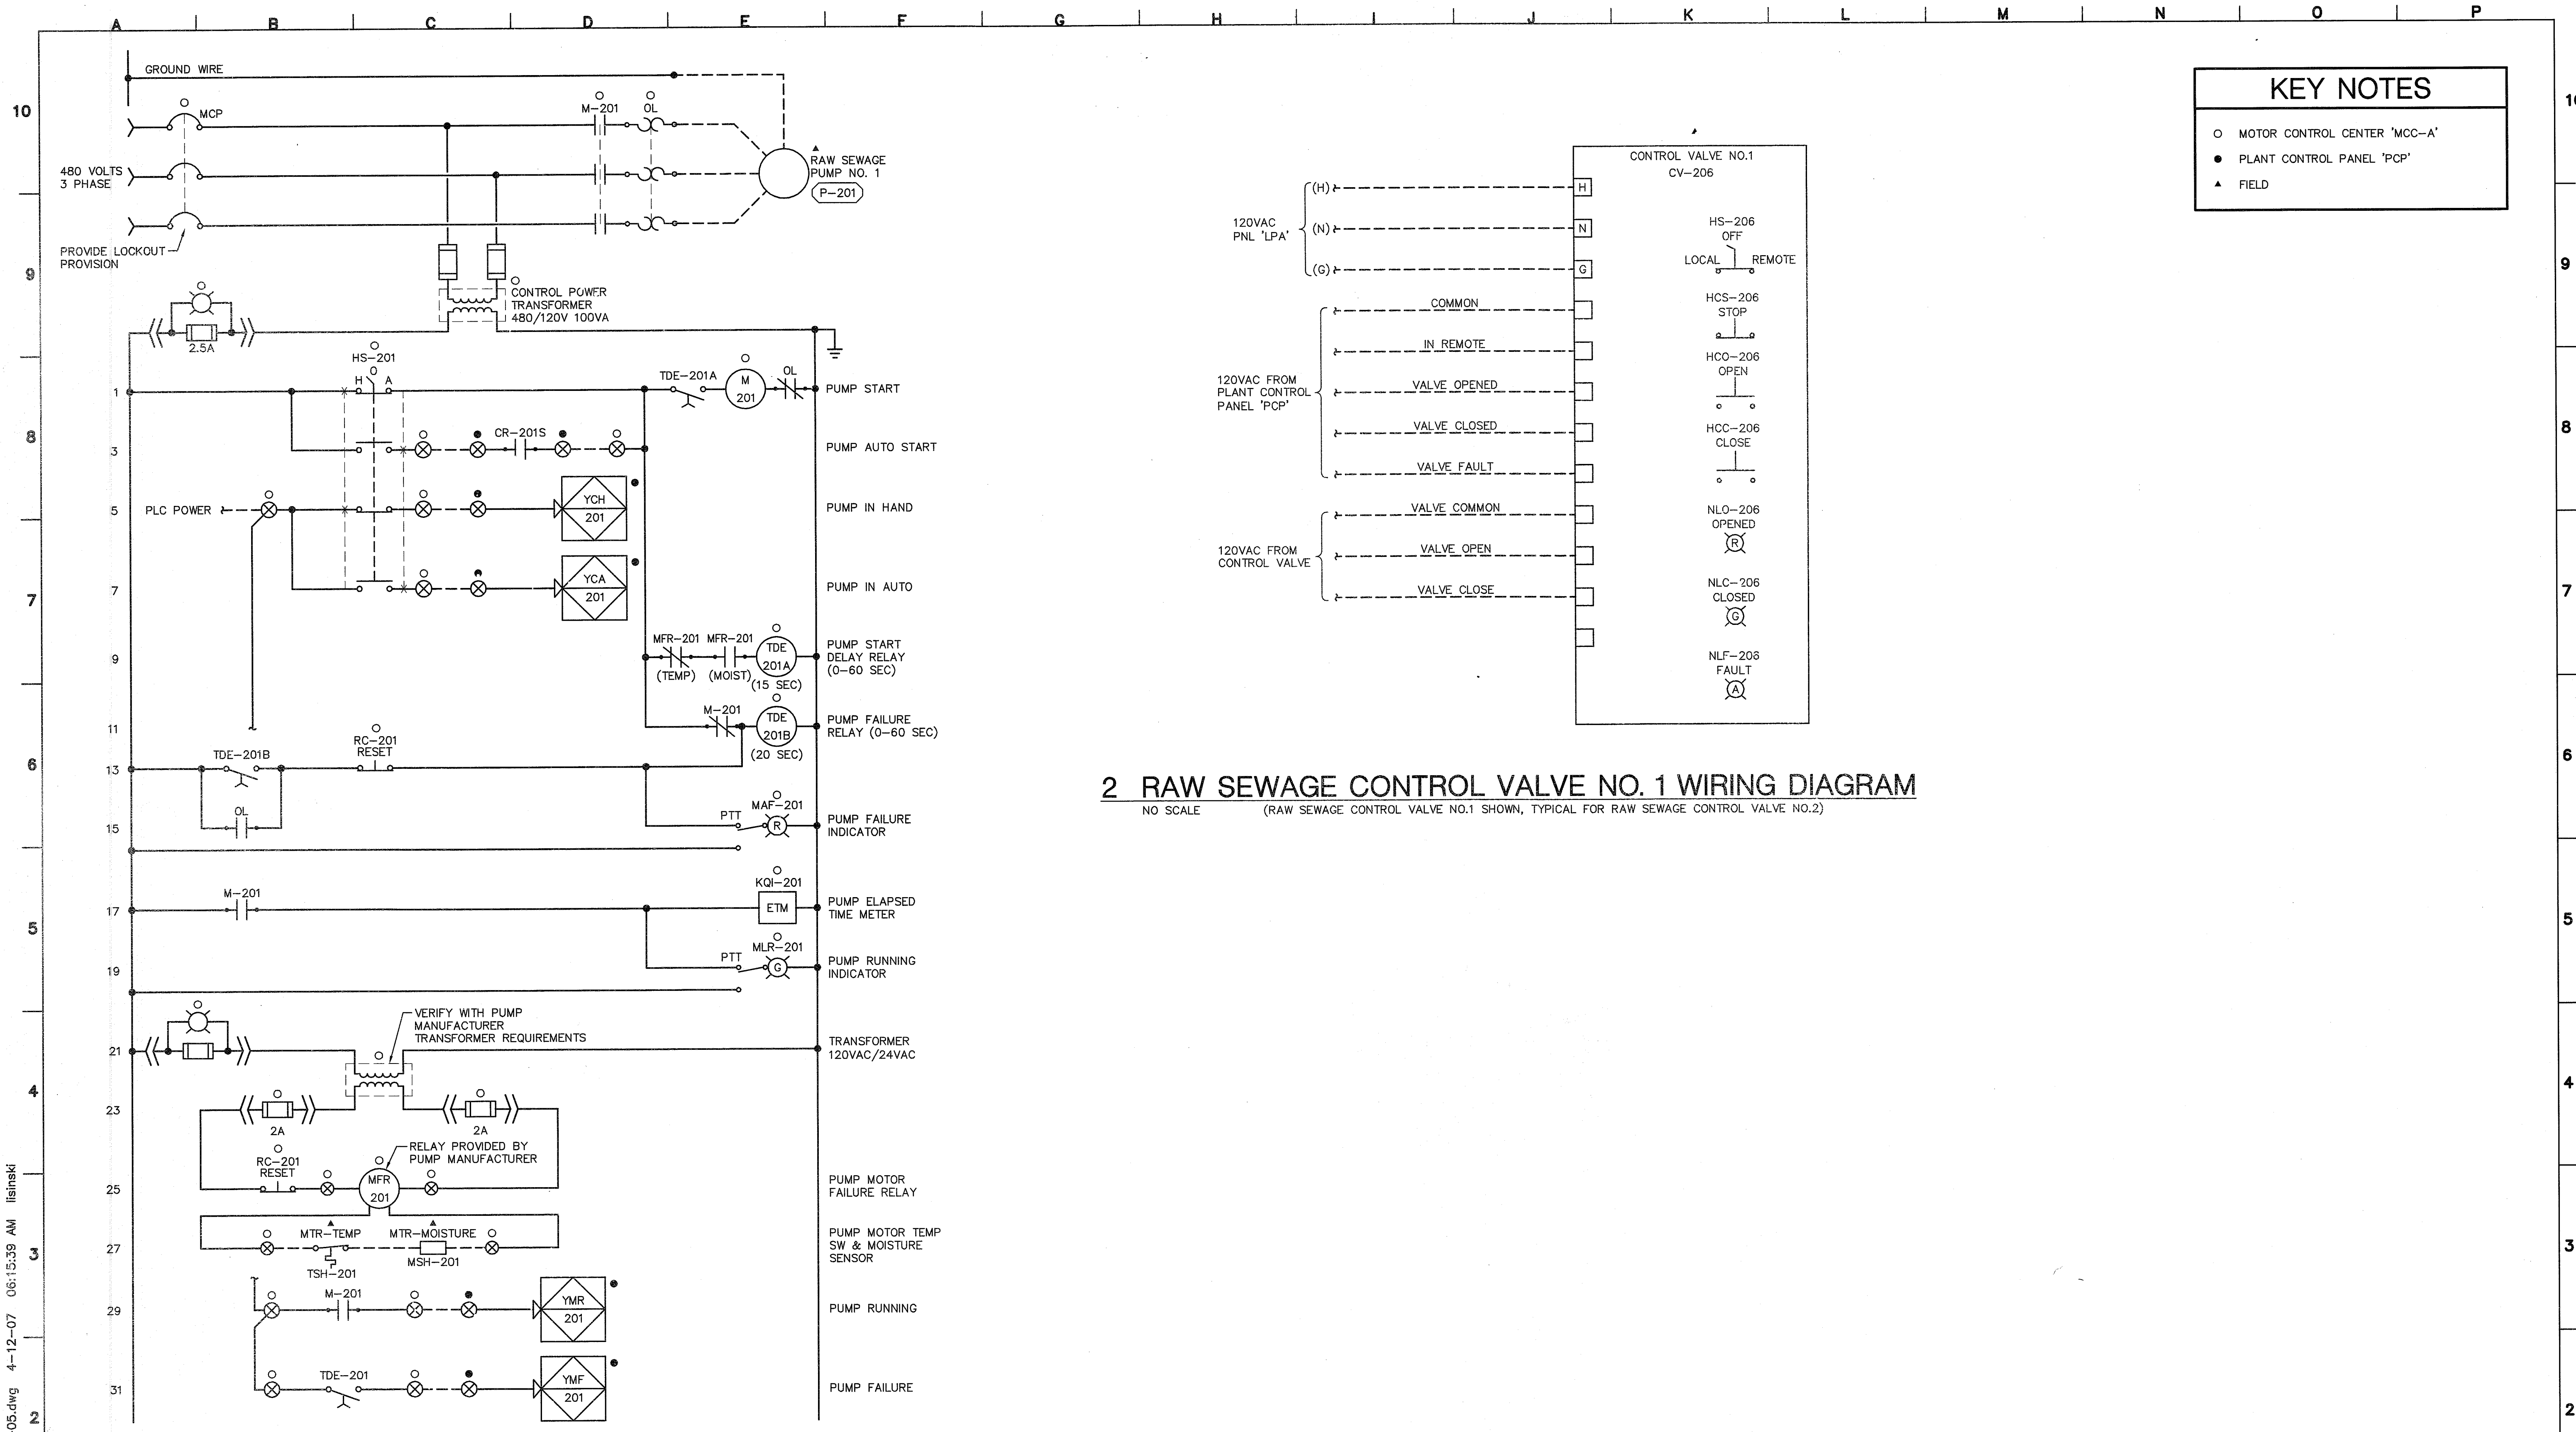 A B C D E F G H I J K L M N O P
10
9
8
7
6
5
4
3
2
GROUND WIRE
MCP
M-201
OL
480 VOLTS
3 PHASE
RAW SEWAGE
PUMP NO. 1
P-201
PROVIDE LOCKOUT
PROVISION
CONTROL POWER
TRANSFORMER
480/120V 100VA
2.5A
HS-201
H O A
1
TDE-201A
M
201
OL
PUMP START
3
CR-201S
PUMP AUTO START
5
PLC POWER
YCH
201
PUMP IN HAND
7
YCA
201
PUMP IN AUTO
9
MFR-201
(TEMP)
MFR-201
(MOIST)
TDE
201A
(15 SEC)
PUMP START
DELAY RELAY
(0-60 SEC)
11
M-201
TDE
201B
(20 SEC)
PUMP FAILURE
RELAY (0-60 SEC)
13
TDE-201B
RC-201
RESET
15
OL
PTT
MAF-201
R
PUMP FAILURE
INDICATOR
17
M-201
KQI-201
ETM
PUMP ELAPSED
TIME METER
19
PTT
MLR-201
G
PUMP RUNNING
INDICATOR
21
VERIFY WITH PUMP
MANUFACTURER
TRANSFORMER REQUIREMENTS
TRANSFORMER
120VAC/24VAC
23
2A
2A
25
RC-201
RESET
MFR
201
RELAY PROVIDED BY
PUMP MANUFACTURER
PUMP MOTOR
FAILURE RELAY
27
MTR-TEMP
TSH-201
MTR-MOISTURE
MSH-201
PUMP MOTOR TEMP
SW & MOISTURE
SENSOR
29
M-201
YMR
201
PUMP RUNNING
31
TDE-201
YMF
201
PUMP FAILURE
CONTROL VALVE NO.1
CV-206
120VAC
PNL 'LPA'
(H)
(N)
(G)
H
N
G
120VAC FROM
PLANT CONTROL
PANEL 'PCP'
COMMON
IN REMOTE
VALVE OPENED
VALVE CLOSED
VALVE FAULT
120VAC FROM
CONTROL VALVE
VALVE COMMON
VALVE OPEN
VALVE CLOSE
HS-206
OFF
LOCAL REMOTE
HCS-206
STOP
HCO-206
OPEN
HCC-206
CLOSE
NLO-206
OPENED
R
NLC-206
CLOSED
G
NLF-206
FAULT
A
2 RAW SEWAGE CONTROL VALVE NO. 1 WIRING DIAGRAM
NO SCALE (RAW SEWAGE CONTROL VALVE NO.1 SHOWN, TYPICAL FOR RAW SEWAGE CONTROL VALVE NO.2)
KEY NOTES
MOTOR CONTROL CENTER 'MCC-A'
PLANT CONTROL PANEL 'PCP'
FIELD
9
8
7
6
5
4
3
2
05.dwg 4-12-07 06:15:39 AM lisinski